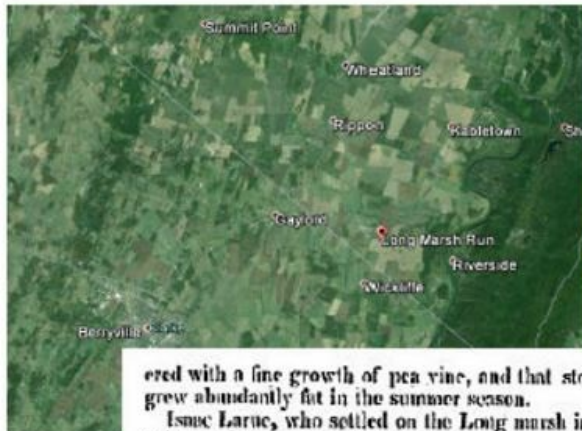 Summit Point
Wheatland
Rippon
Kabletown
Sh
Gaylord
Long Marsh Run
Riverside
Wickliffe
Berryville
ered with a fine growth of pea vine, and that sto
grew abundantly fat in the summer season.
Isaac Larue, who settled on the Long marsh i